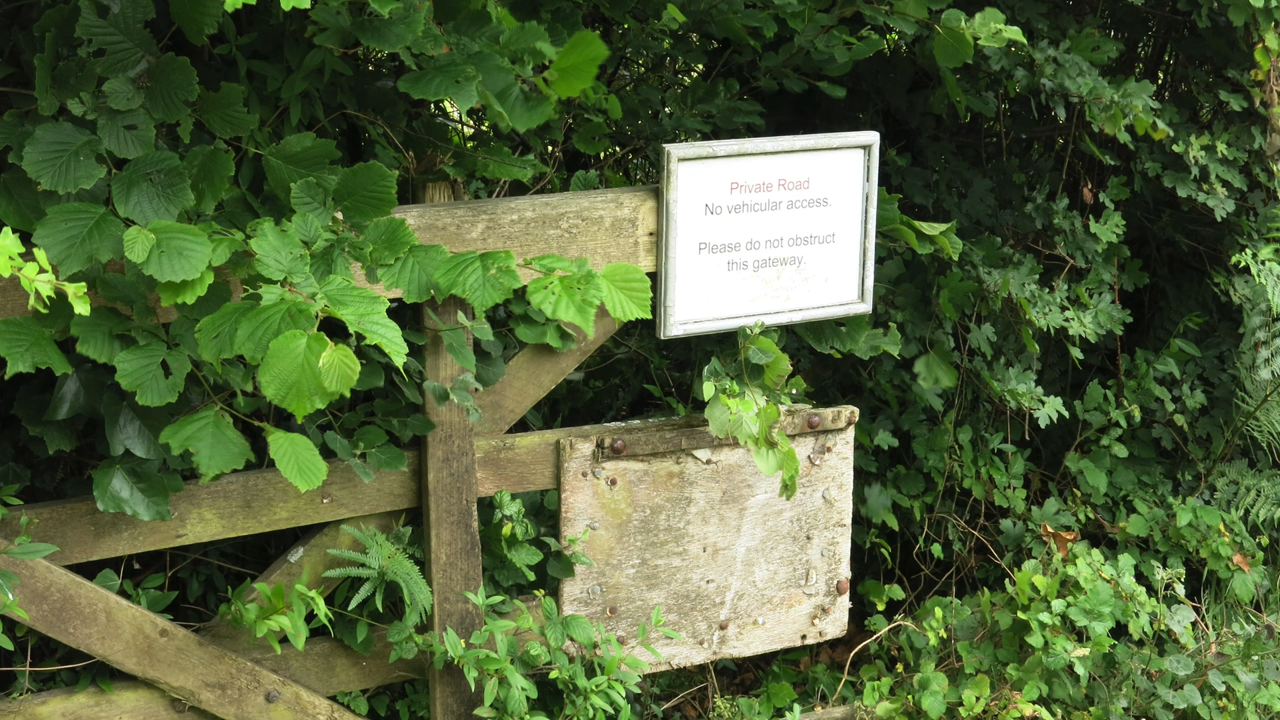 Private Road
No vehicular access.
Please do not obstruct
this gateway.